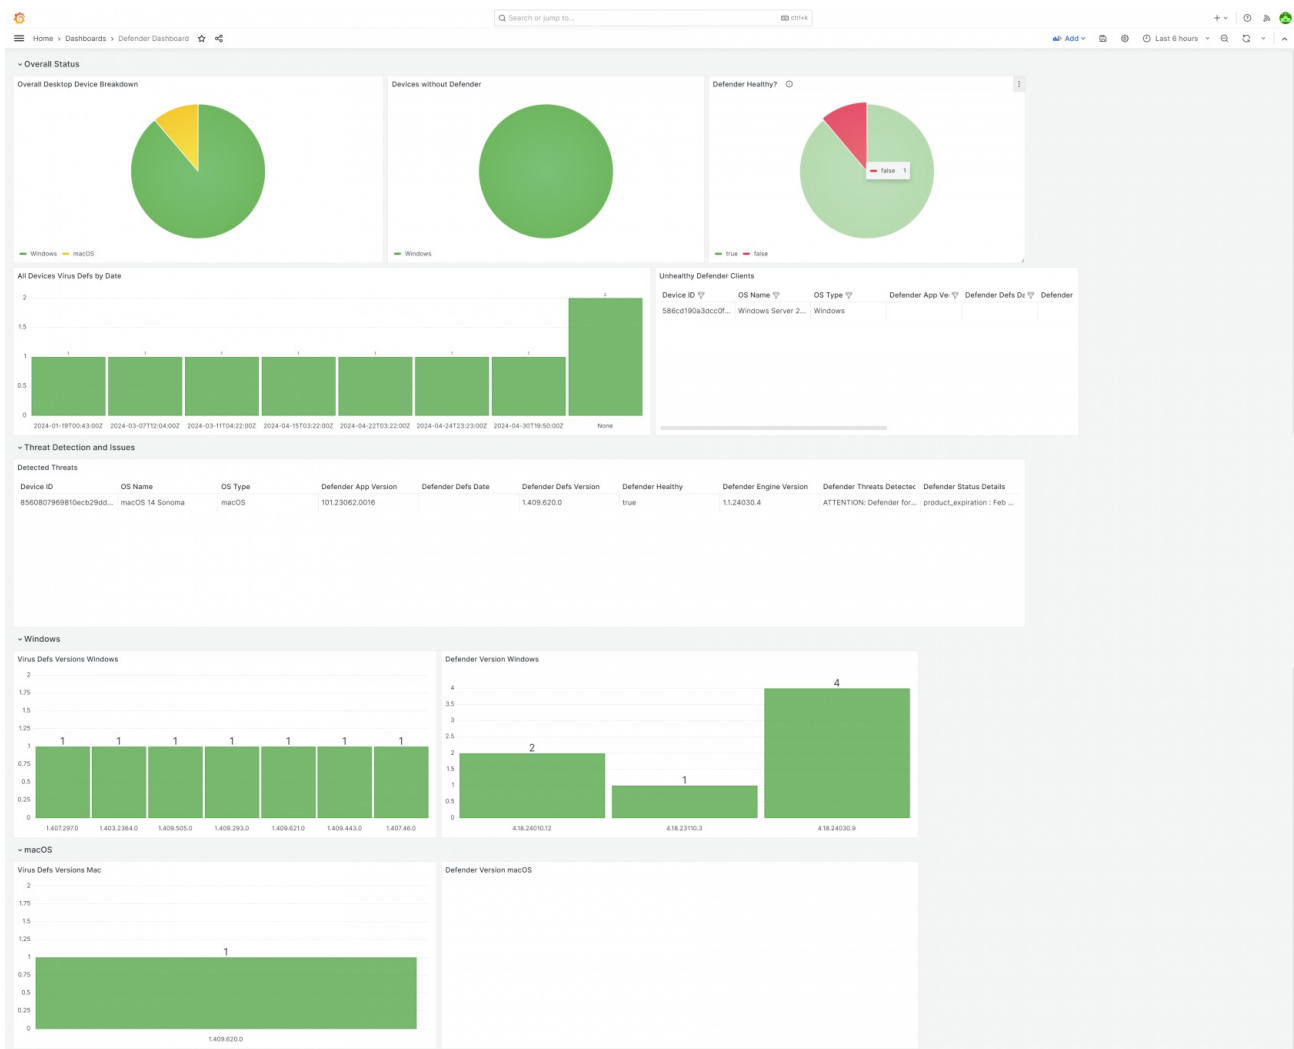 Search or jump to...
ctrl+k
Home > Dashboards > Defender Dashboard
Add
Last 6 hours
Overall Status
Overall Desktop Device Breakdown
Devices without Defender
Defender Healthy?
false 1
Windows macOS
Windows
true false
All Devices Virus Defs by Date
2
1.5
1
0.5
0
1 1 1 1 1 1 1 2
2024-01-19T00:43:00Z 2024-03-07T12:04:00Z 2024-03-11T04:22:00Z 2024-04-15T03:22:00Z 2024-04-22T03:22:00Z 2024-04-24T23:23:00Z 2024-04-30T19:50:00Z None
Unhealthy Defender Clients
Device ID OS Name OS Type Defender App Ve Defender Defs Da Defender
586cd190a3dcc0f... Windows Server 2... Windows
Threat Detection and Issues
Detected Threats
Device ID OS Name OS Type Defender App Version Defender Defs Date Defender Defs Version Defender Healthy Defender Engine Version Defender Threats Detected Defender Status Details
8560807969810ecb29dd... macOS 14 Sonoma macOS 101.23062.0016 1.409.620.0 true 1.1.24030.4 ATTENTION: Defender for... product_expiration : Feb ...
Windows
Virus Defs Versions Windows
2
1.75
1.5
1.25
1
0.75
0.5
0.25
0
1 1 1 1 1 1 1
1.407.297.0 1.403.2364.0 1.409.505.0 1.409.293.0 1.409.621.0 1.409.443.0 1.407.46.0
Defender Version Windows
4
3.5
3
2.5
2
1.5
1
0.5
0
2 1 4
4.18.24010.12 4.18.23110.3 4.18.24030.9
macOS
Virus Defs Versions Mac
2
1.75
1.5
1.25
1
0.75
0.5
0.25
0
1
1.409.620.0
Defender Version macOS